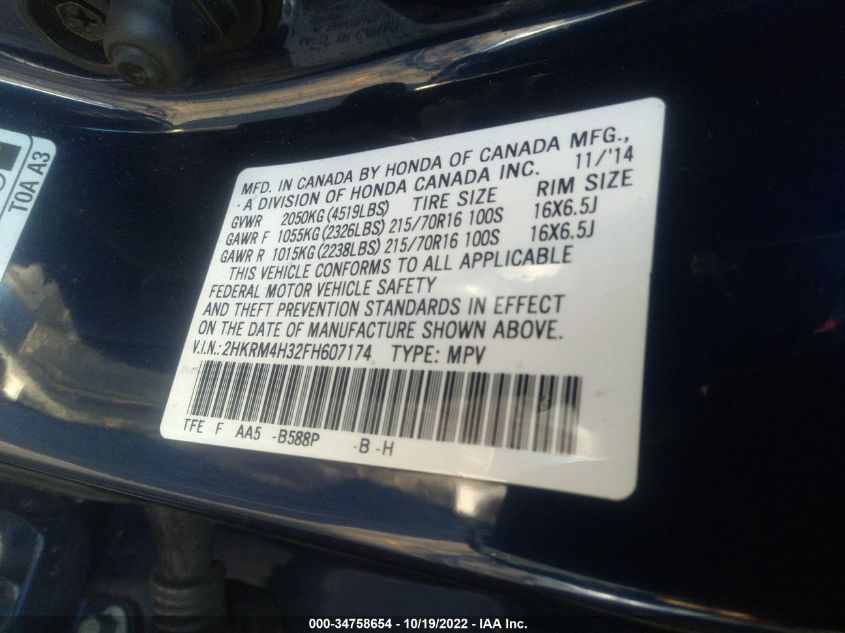 TOA A3
MFD. IN CANADA BY HONDA OF CANADA MFG.,
A DIVISION OF HONDA CANADA INC. 11/'14
GVWR 2050KG(4519LBS) TIRE SIZE RIM SIZE
GAWR F 1055KG(2326LBS) 215/70R16 100S 16X6.5J
GAWR R 1015KG(2238LBS) 215/70R16 100S 16X6.5J
THIS VEHICLE CONFORMS TO ALL APPLICABLE
FEDERAL MOTOR VEHICLE SAFETY
AND THEFT PREVENTION STANDARDS IN EFFECT
ON THE DATE OF MANUFACTURE SHOWN ABOVE.
V.I.N.: 2HKRM4H32FH607174 TYPE: MPV
TFE F AA5 -B588P -B -H
000-34758654 - 10/19/2022 - IAA Inc.